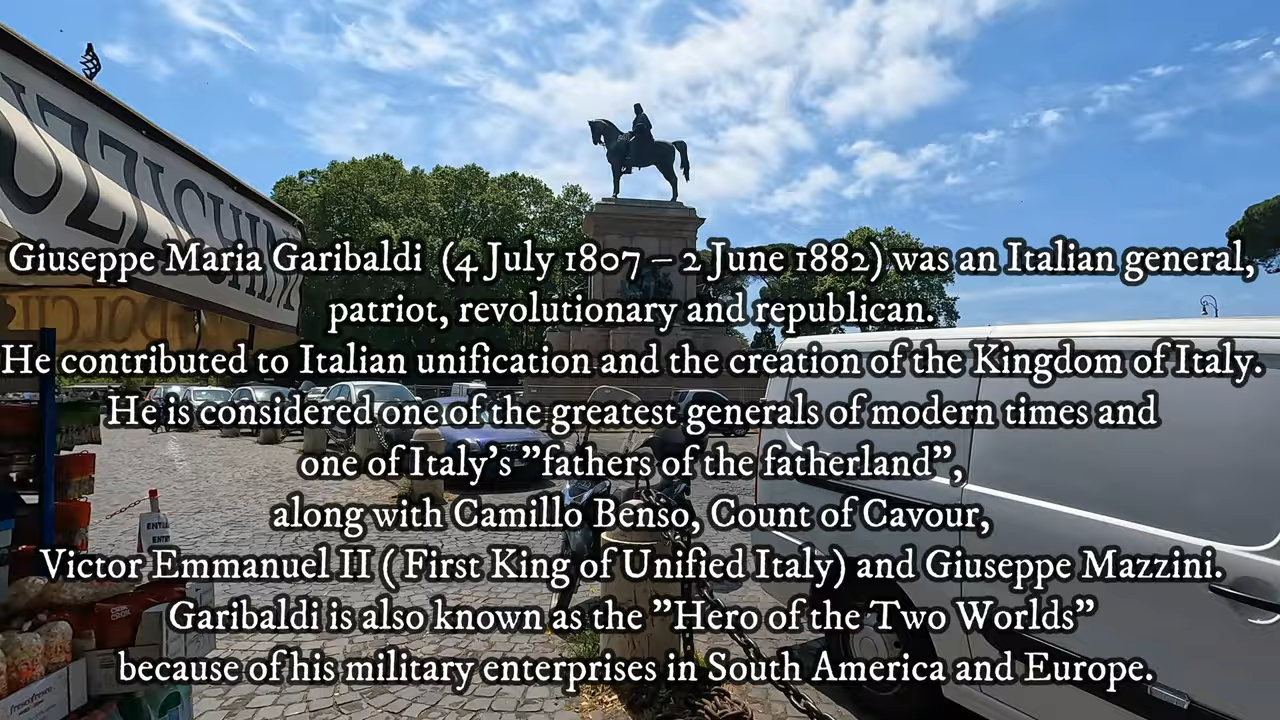 Giuseppe Maria Garibaldi (4 July 1807 – 2 June 1882) was an Italian general,
patriot, revolutionary and republican.
He contributed to Italian unification and the creation of the Kingdom of Italy.
He is considered one of the greatest generals of modern times and
one of Italy's "fathers of the fatherland",
along with Camillo Benso, Count of Cavour,
Victor Emmanuel II ( First King of Unified Italy) and Giuseppe Mazzini.
Garibaldi is also known as the "Hero of the Two Worlds"
because of his military enterprises in South America and Europe.